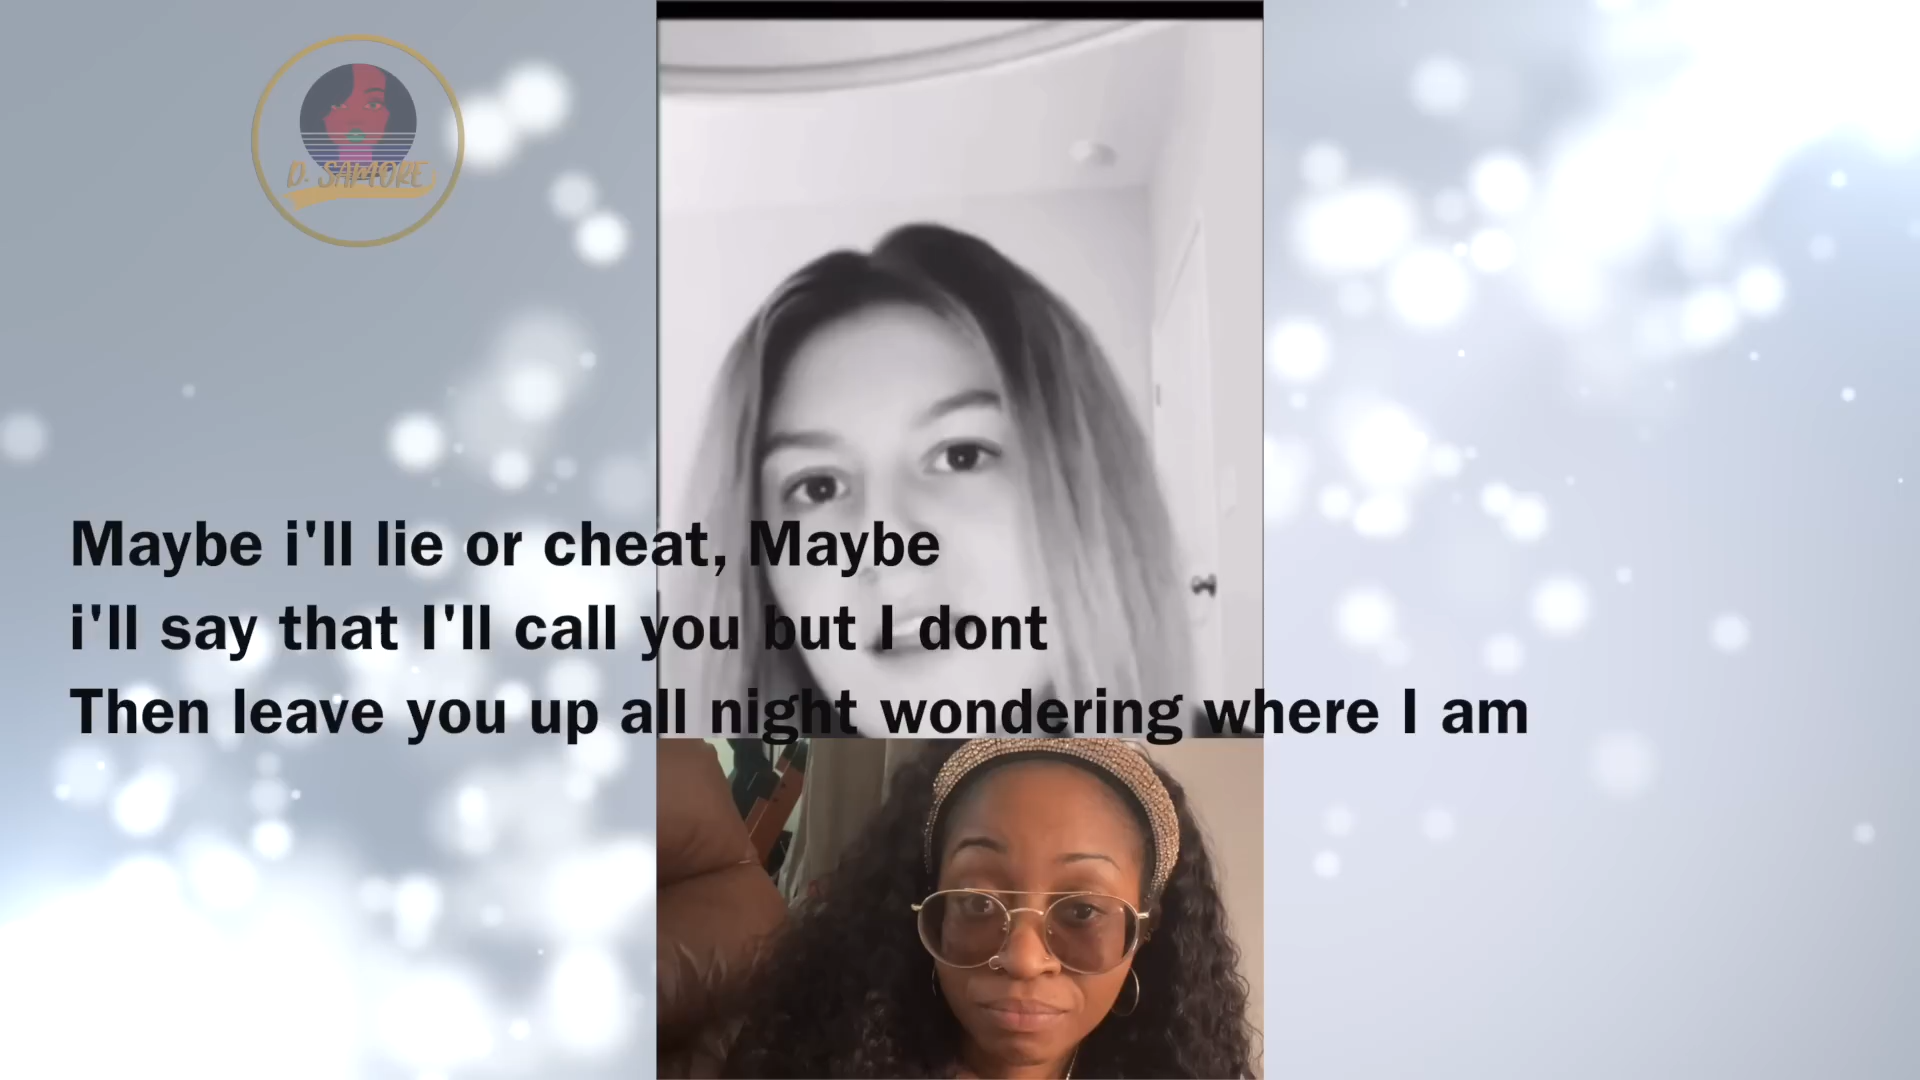 D. SAMORE
Maybe i'll lie or cheat, Maybe
i'll say that I'll call you but I dont
Then leave you up all night wondering where I am